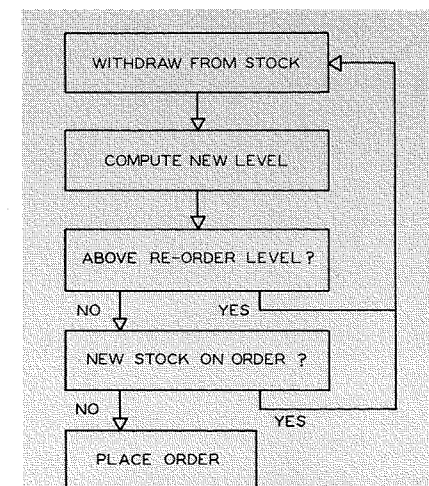 WITHDRAW FROM STOCK
COMPUTE NEW LEVEL
ABOVE RE-ORDER LEVEL?
NO YES
NEW STOCK ON ORDER ?
NO YES
PLACE ORDER